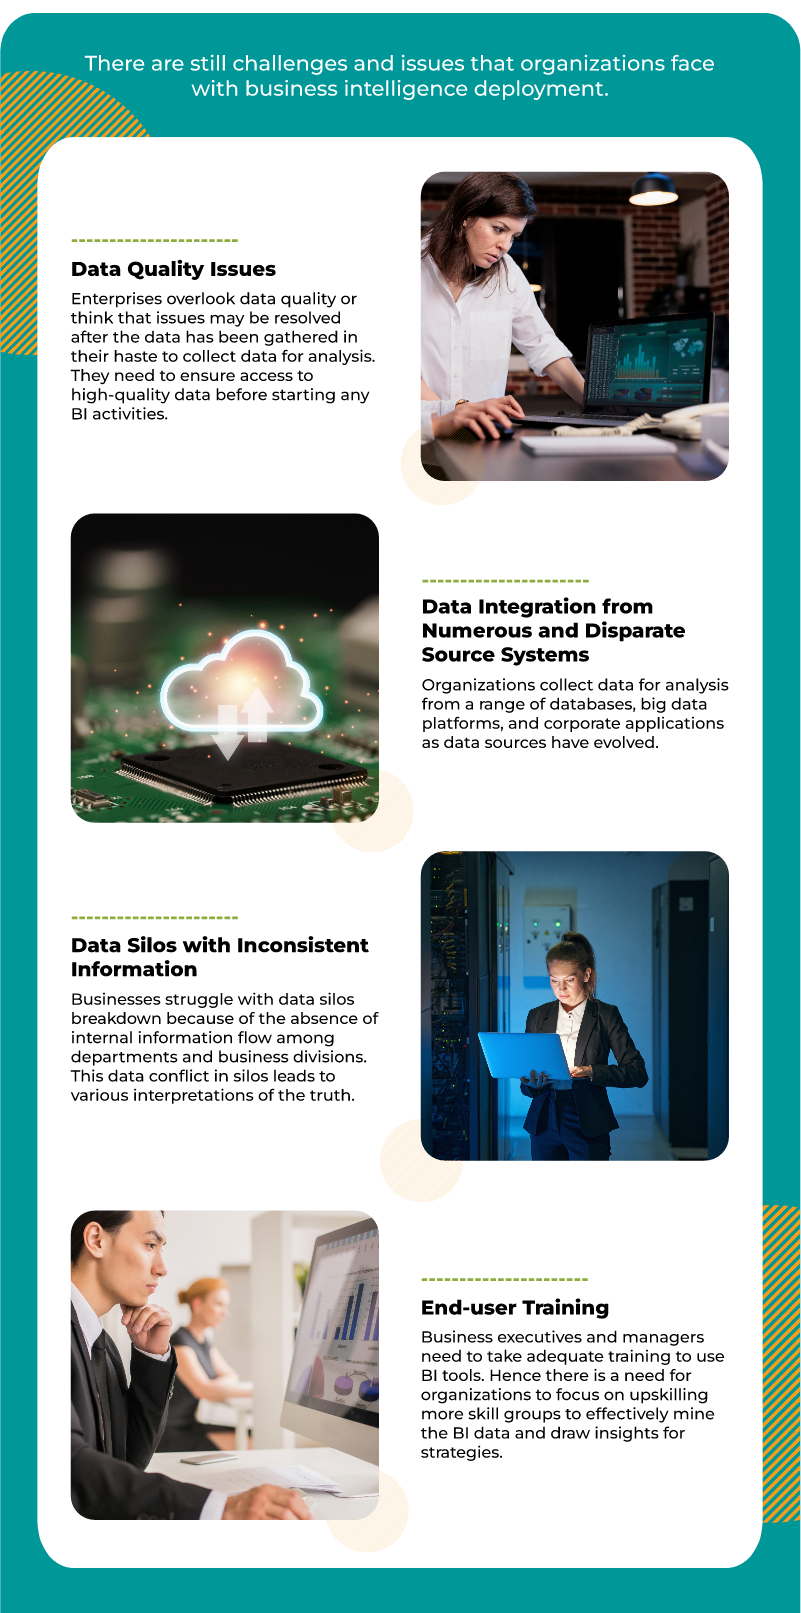 There are still challenges and issues that organizations face
with business intelligence deployment.
Data Quality Issues
Enterprises overlook data quality or
think that issues may be resolved
after the data has been gathered in
their haste to collect data for analysis.
They need to ensure access to
high-quality data before starting any
BI activities.
Data Integration from
Numerous and Disparate
Source Systems
Organizations collect data for analysis
from a range of databases, big data
platforms, and corporate applications
as data sources have evolved.
Data Silos with Inconsistent
Information
Businesses struggle with data silos
breakdown because of the absence of
internal information flow among
departments and business divisions.
This data conflict in silos leads to
various interpretations of the truth.
End-user Training
Business executives and managers
need to take adequate training to use
BI tools. Hence there is a need for
organizations to focus on upskilling
more skill groups to effectively mine
the BI data and draw insights for
strategies.